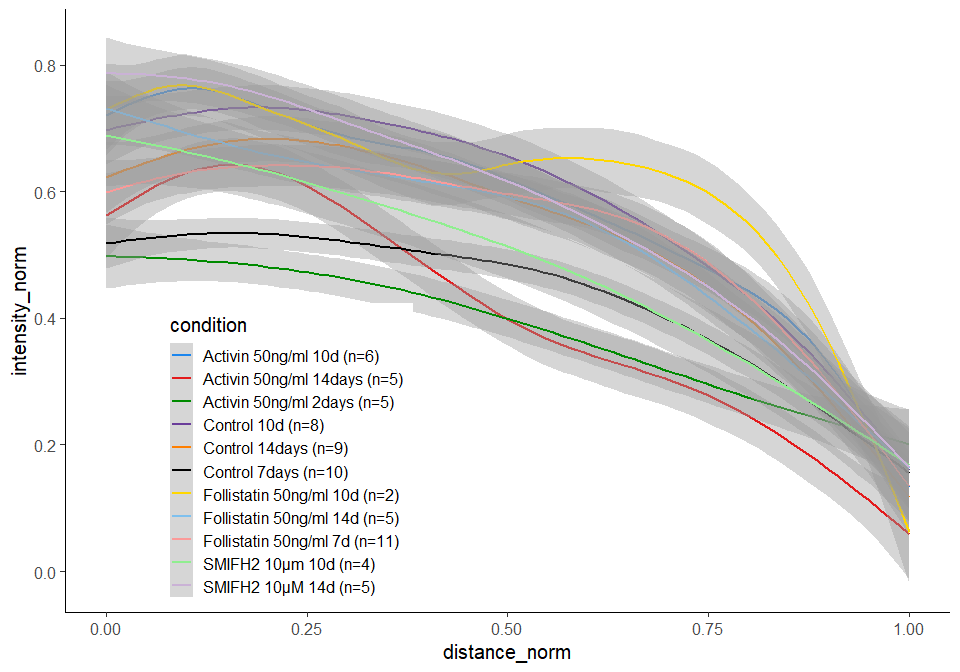 0.8
0.6
0.4
0.2
0.0
intensity_norm
condition
Activin 50ng/ml 10d (n=6)
Activin 50ng/ml 14days (n=5)
Activin 50ng/ml 2days (n=5)
Control 10d (n=8)
Control 14days (n=9)
Control 7days (n=10)
Follistatin 50ng/ml 10d (n=2)
Follistatin 50ng/ml 14d (n=5)
Follistatin 50ng/ml 7d (n=11)
SMIFH2 10µm 10d (n=4)
SMIFH2 10µM 14d (n=5)
0.00 0.25 0.50 0.75 1.00
distance_norm